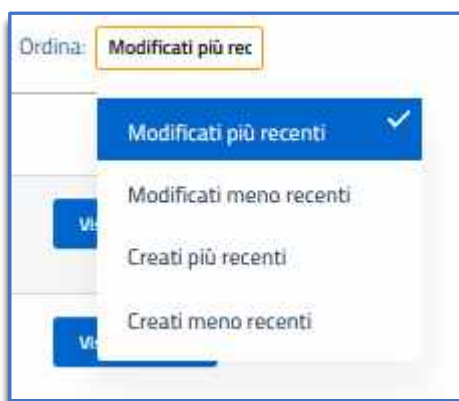 Ordina: Modificati più rec
Modificati più recenti
Modificati meno recenti
Creati più recenti
Creati meno recenti